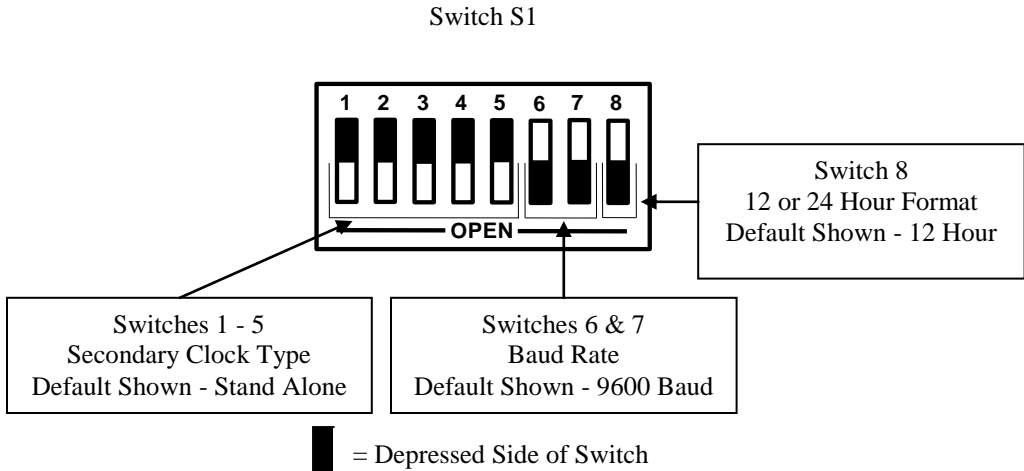 Switch S1
1 2 3 4 5 6 7 8
OPEN
Switch 8
12 or 24 Hour Format
Default Shown - 12 Hour
Switches 1 - 5
Secondary Clock Type
Default Shown - Stand Alone
Switches 6 & 7
Baud Rate
Default Shown - 9600 Baud
= Depressed Side of Switch